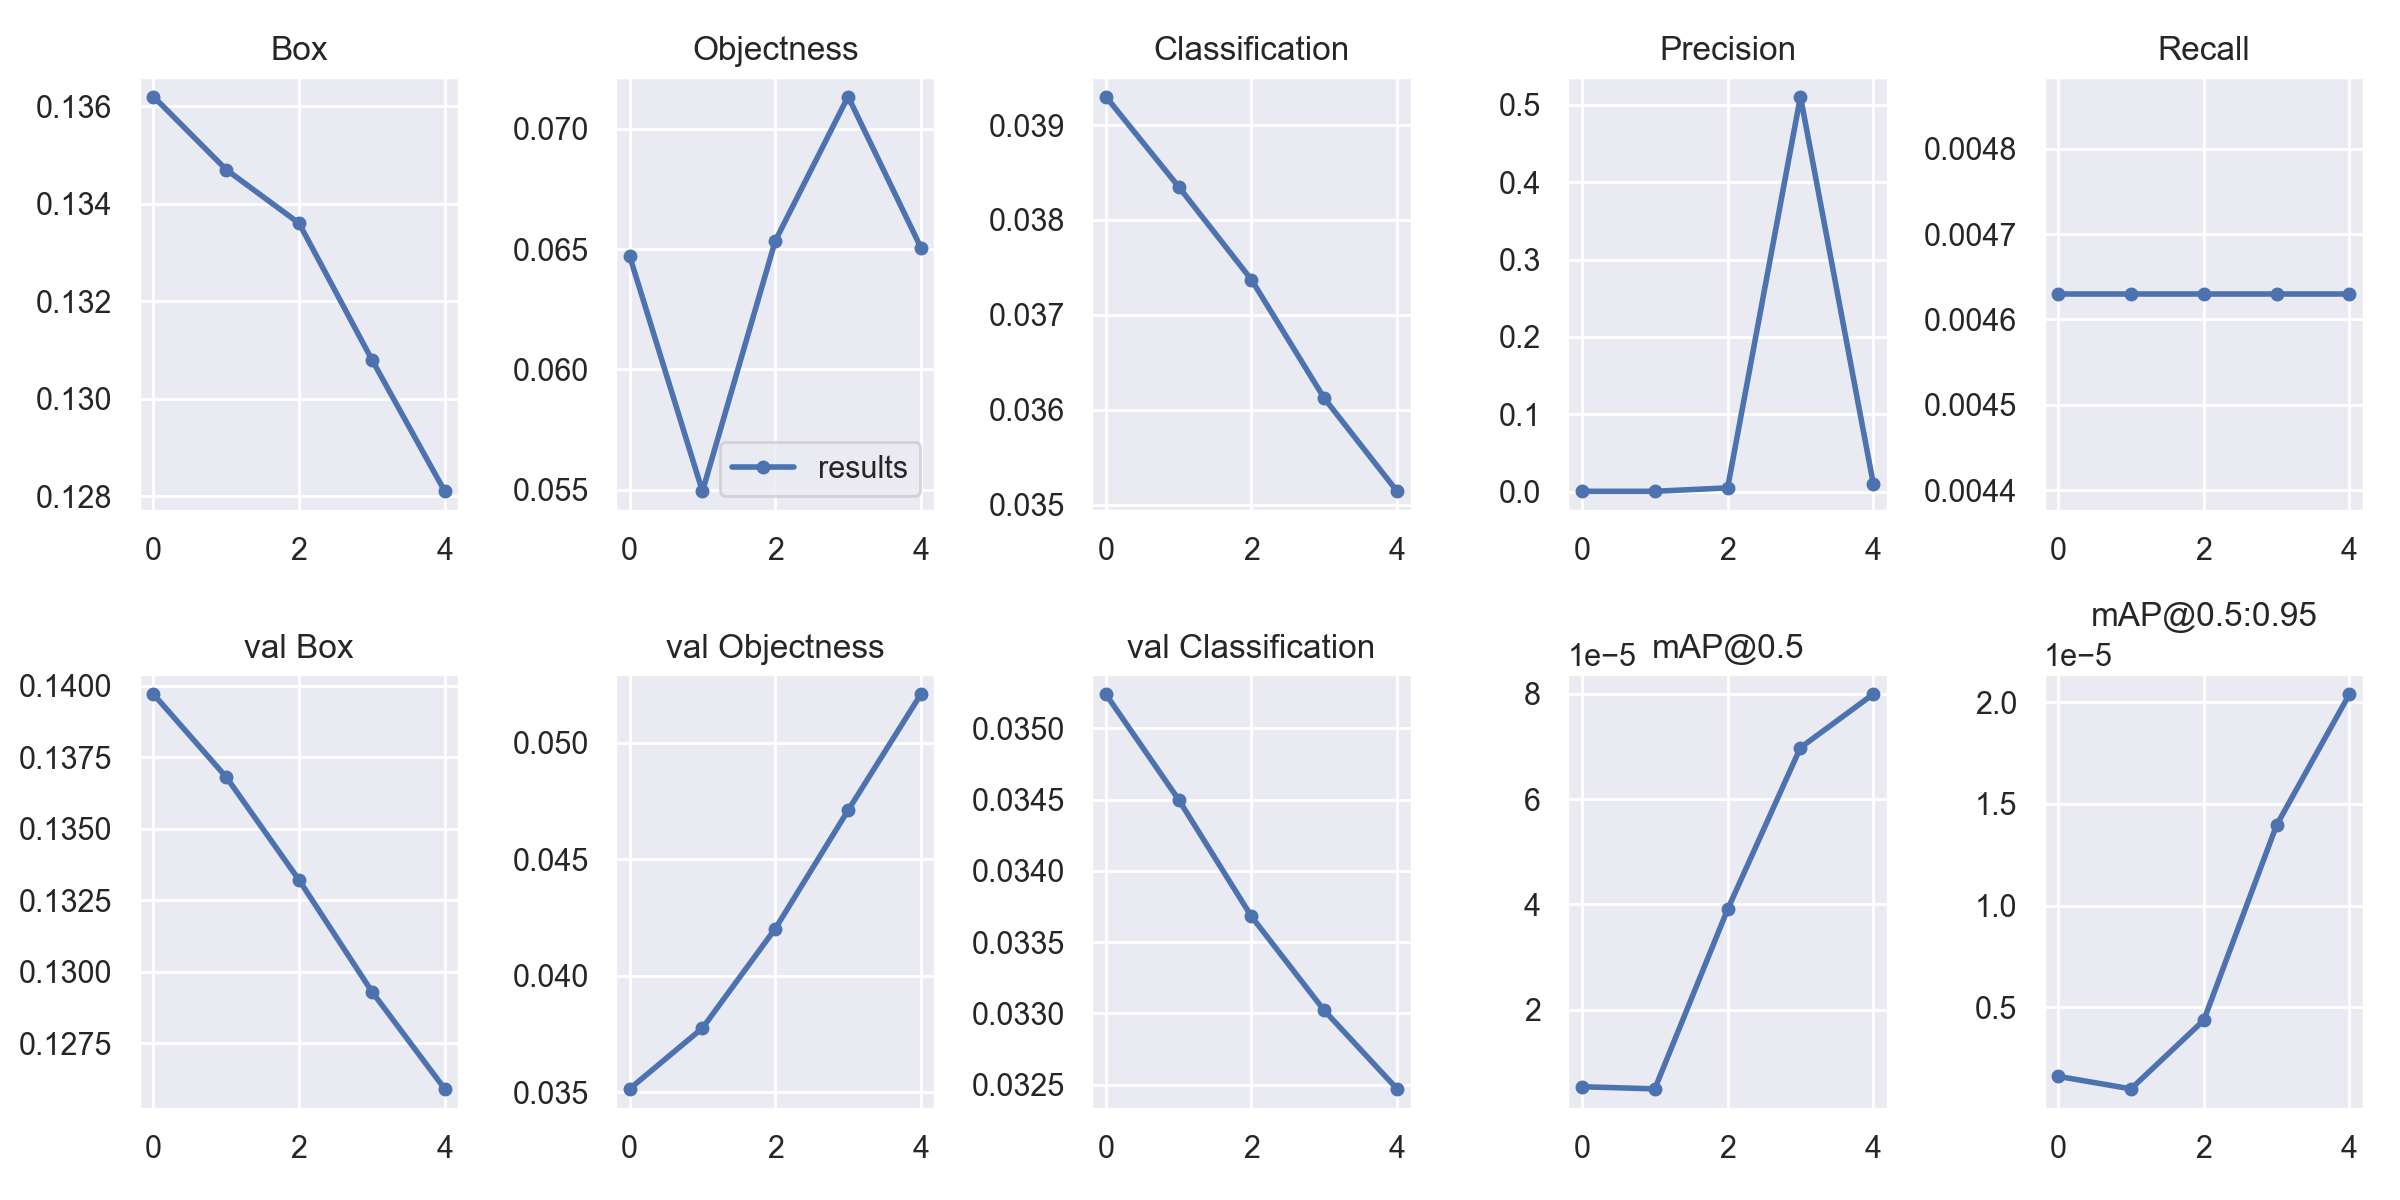 Box
0.136
0.134
0.132
0.130
0.128
0 2 4
Objectness
0.070
0.065
0.060
0.055
results
0 2 4
Classification
0.039
0.038
0.037
0.036
0.035
0 2 4
Precision
0.5
0.4
0.3
0.2
0.1
0.0
0 2 4
Recall
0.0048
0.0047
0.0046
0.0045
0.0044
0 2 4
val Box
0.1400
0.1375
0.1350
0.1325
0.1300
0.1275
0 2 4
val Objectness
0.050
0.045
0.040
0.035
0 2 4
val Classification
0.0350
0.0345
0.0340
0.0335
0.0330
0.0325
0 2 4
1e−5 mAP@0.5
8
6
4
2
0 2 4
mAP@0.5:0.95
1e−5
2.0
1.5
1.0
0.5
0 2 4